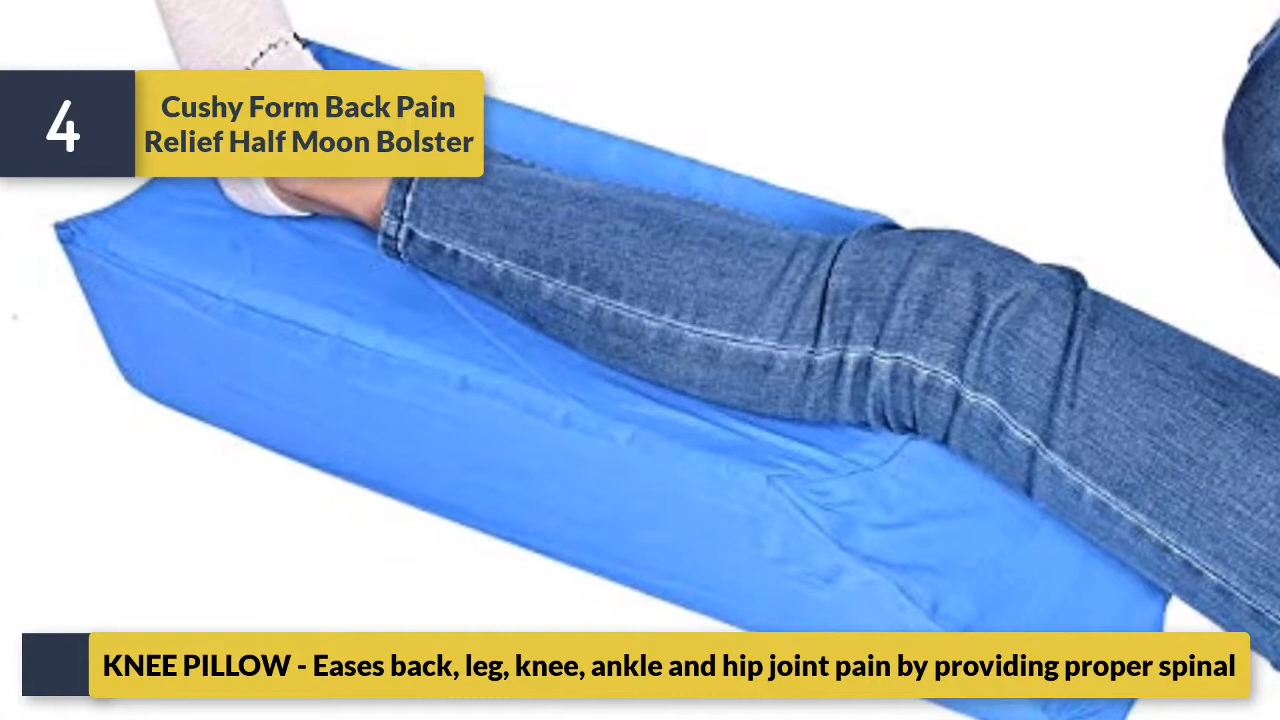 4
Cushy Form Back Pain
Relief Half Moon Bolster
KNEE PILLOW - Eases back, leg, knee, ankle and hip joint pain by providing proper spinal